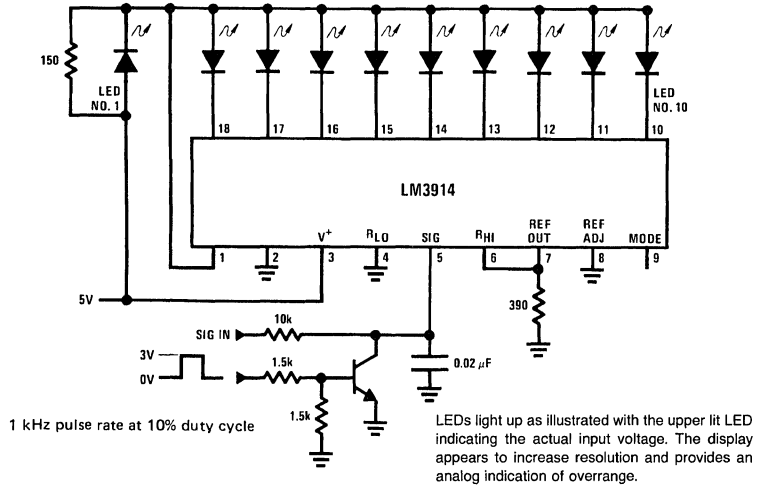 150
LED
NO. 1
LED
NO. 10
18 17 16 15 14 13 12 11 10
LM3914
V+ RLO SIG RHI REF OUT REF ADJ MODE
1 2 3 4 5 6 7 8 9
5V
390
10k
SIG IN
3V
0V
1.5k
0.02 µF
1.5k
1 kHz pulse rate at 10% duty cycle
LEDs light up as illustrated with the upper lit LED
indicating the actual input voltage. The display
appears to increase resolution and provides an
analog indication of overrange.